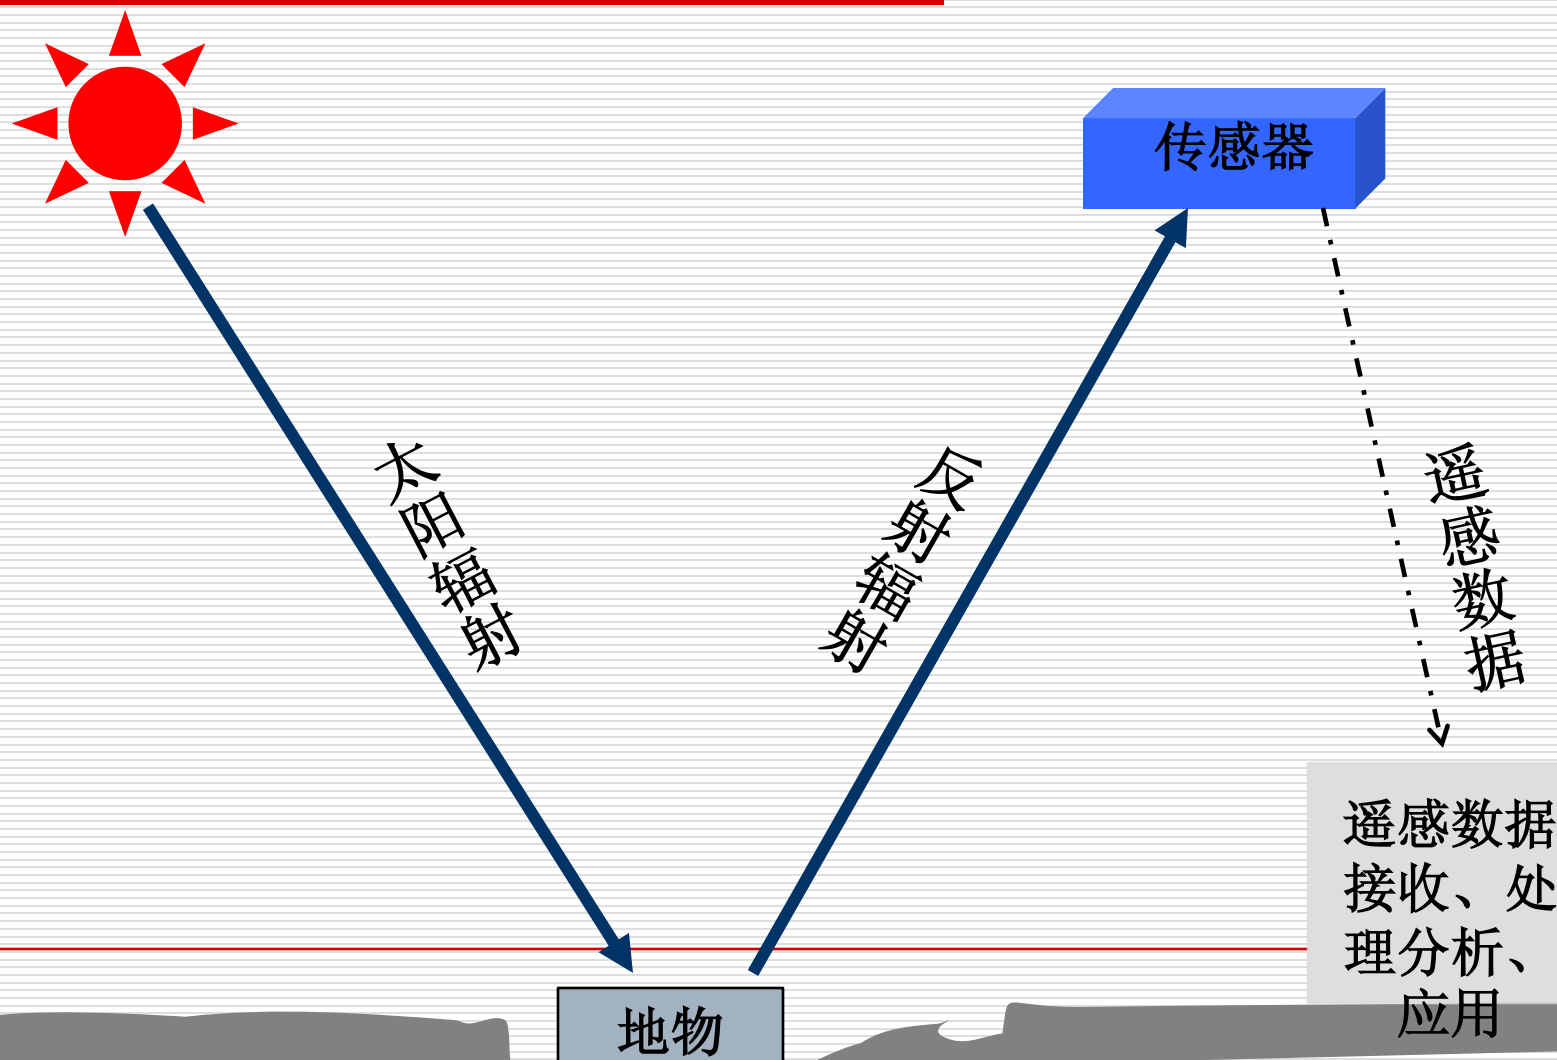 传感器
太阳辐射
反射辐射
遥感数据
遥感数据
接收、处
理分析、
应用
地物